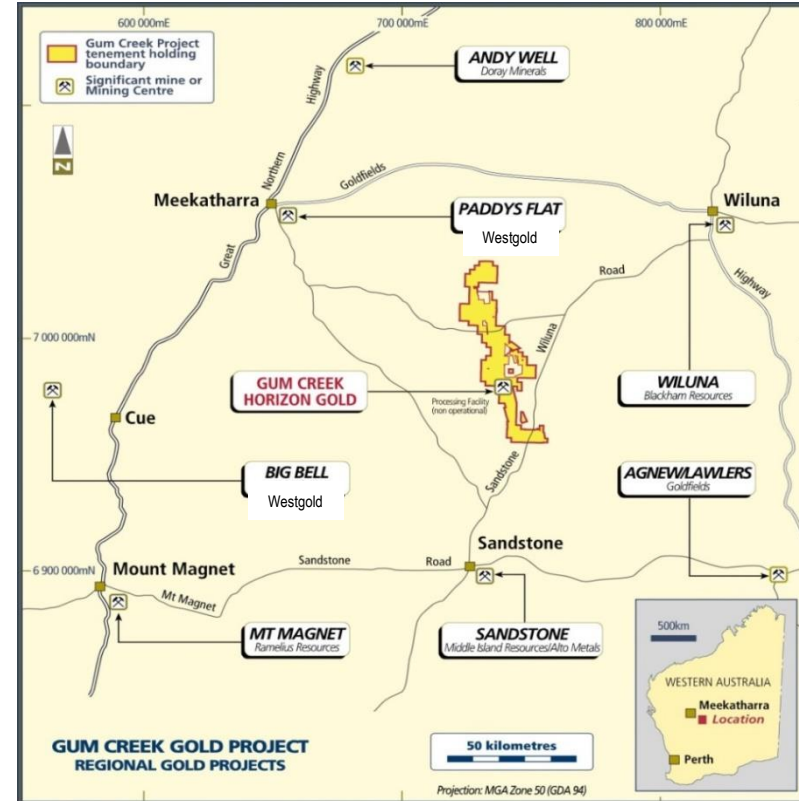 600 000mE
700 000mE
800 000mE
Gum Creek Project
tenement holding
boundary
Significant mine or
Mining Centre
ANDY WELL
Doray Minerals
Highway
Northern
N
Goldfields
Meekatharra
PADDYS FLAT
Westgold
Wiluna
Great
Road
Highway
7 000 000mN
Wiluna
GUM CREEK
HORIZON GOLD
Processing Facility
(non operational)
WILUNA
Blackham Resources
Cue
BIG BELL
Westgold
Sandstone
AGNEW/LAWLERS
Goldfields
Sandstone
6 900 000mN
Mount Magnet
Sandstone
Road
Mt Magnet
MT MAGNET
Ramelius Resources
SANDSTONE
Middle Island Resources/Alto Metals
500km
WESTERN AUSTRALIA
Meekatharra
Location
Perth
GUM CREEK GOLD PROJECT
REGIONAL GOLD PROJECTS
50 kilometres
Projection: MGA Zone 50 (GDA 94)